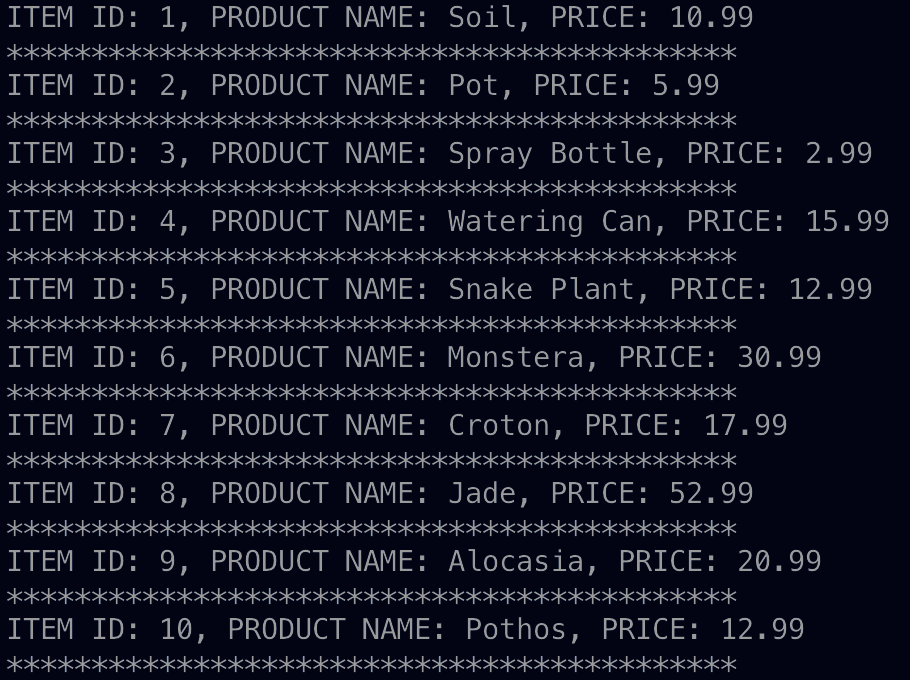 ITEM ID: 1, PRODUCT NAME: Soil, PRICE: 10.99
*******************************************
ITEM ID: 2, PRODUCT NAME: Pot, PRICE: 5.99
*******************************************
ITEM ID: 3, PRODUCT NAME: Spray Bottle, PRICE: 2.99
*******************************************
ITEM ID: 4, PRODUCT NAME: Watering Can, PRICE: 15.99
*******************************************
ITEM ID: 5, PRODUCT NAME: Snake Plant, PRICE: 12.99
*******************************************
ITEM ID: 6, PRODUCT NAME: Monstera, PRICE: 30.99
*******************************************
ITEM ID: 7, PRODUCT NAME: Croton, PRICE: 17.99
*******************************************
ITEM ID: 8, PRODUCT NAME: Jade, PRICE: 52.99
*******************************************
ITEM ID: 9, PRODUCT NAME: Alocasia, PRICE: 20.99
*******************************************
ITEM ID: 10, PRODUCT NAME: Pothos, PRICE: 12.99
*******************************************